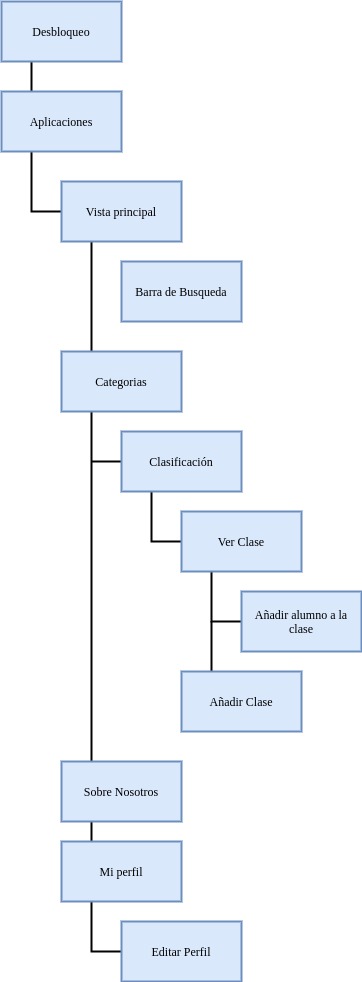 Desbloqueo
Aplicaciones
Vista principal
Barra de Busqueda
Categorias
Clasificación
Ver Clase
Añadir alumno a la
clase
Añadir Clase
Sobre Nosotros
Mi perfil
Editar Perfil